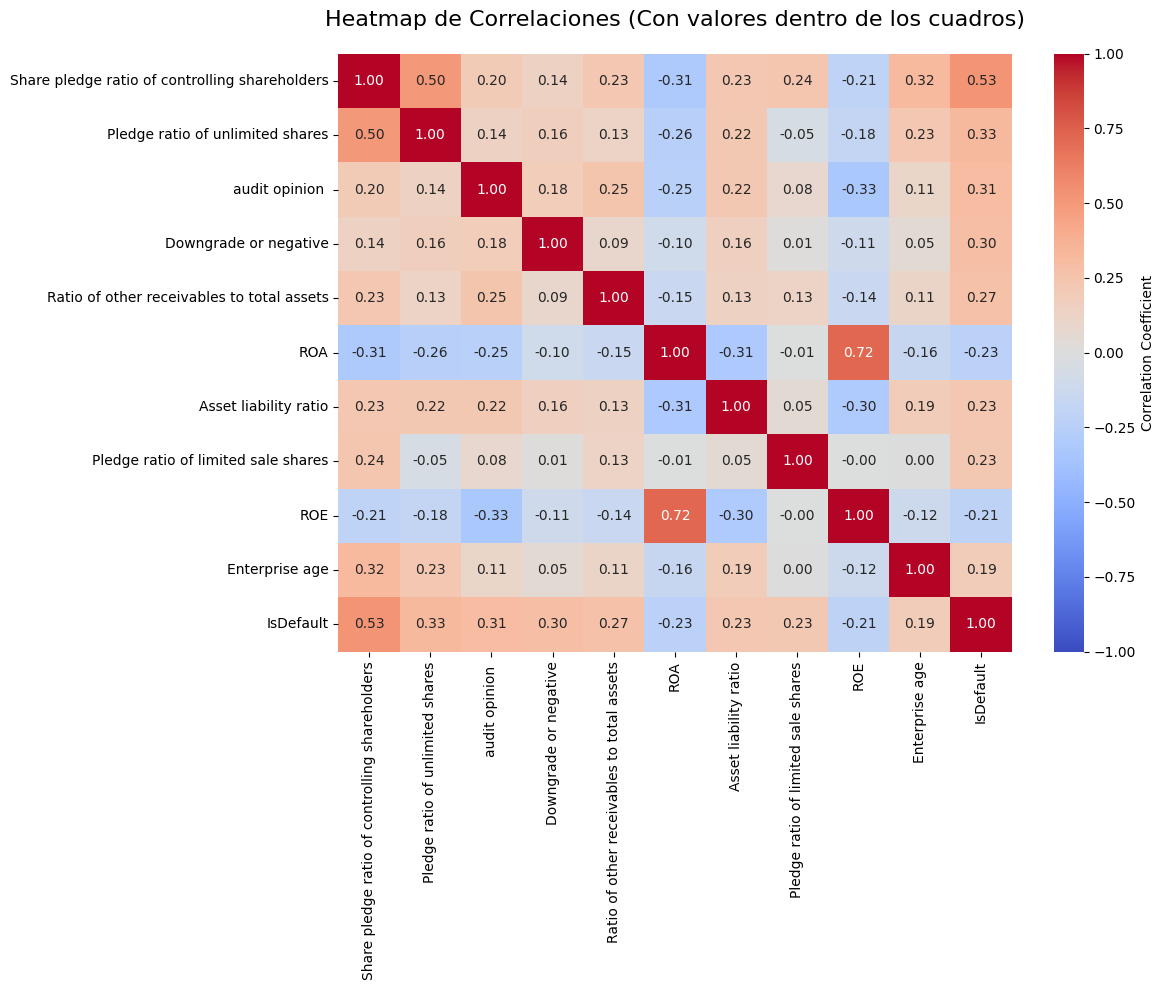 Heatmap de Correlaciones (Con valores dentro de los cuadros)
Share pledge ratio of controlling shareholders 1.00 0.50 0.20 0.14 0.23 -0.31 0.23 0.24 -0.21 0.32 0.53
Pledge ratio of unlimited shares 0.50 1.00 0.14 0.16 0.13 -0.26 0.22 -0.05 -0.18 0.23 0.33
audit opinion 0.20 0.14 1.00 0.18 0.25 -0.25 0.22 0.08 -0.33 0.11 0.31
Downgrade or negative 0.14 0.16 0.18 1.00 0.09 -0.10 0.16 0.01 -0.11 0.05 0.30
Ratio of other receivables to total assets 0.23 0.13 0.25 0.09 1.00 -0.15 0.13 0.13 -0.14 0.11 0.27
ROA -0.31 -0.26 -0.25 -0.10 -0.15 1.00 -0.31 -0.01 0.72 -0.16 -0.23
Asset liability ratio 0.23 0.22 0.22 0.16 0.13 -0.31 1.00 0.05 -0.30 0.19 0.23
Pledge ratio of limited sale shares 0.24 -0.05 0.08 0.01 0.13 -0.01 0.05 1.00 -0.00 0.00 0.23
ROE -0.21 -0.18 -0.33 -0.11 -0.14 0.72 -0.30 -0.00 1.00 -0.12 -0.21
Enterprise age 0.32 0.23 0.11 0.05 0.11 -0.16 0.19 0.00 -0.12 1.00 0.19
IsDefault 0.53 0.33 0.31 0.30 0.27 -0.23 0.23 0.23 -0.21 0.19 1.00
Share pledge ratio of controlling shareholders
Pledge ratio of unlimited shares
audit opinion
Downgrade or negative
Ratio of other receivables to total assets
ROA
Asset liability ratio
Pledge ratio of limited sale shares
ROE
Enterprise age
IsDefault
1.00
0.75
0.50
0.25
0.00
−0.25
−0.50
−0.75
−1.00
Correlation Coefficient